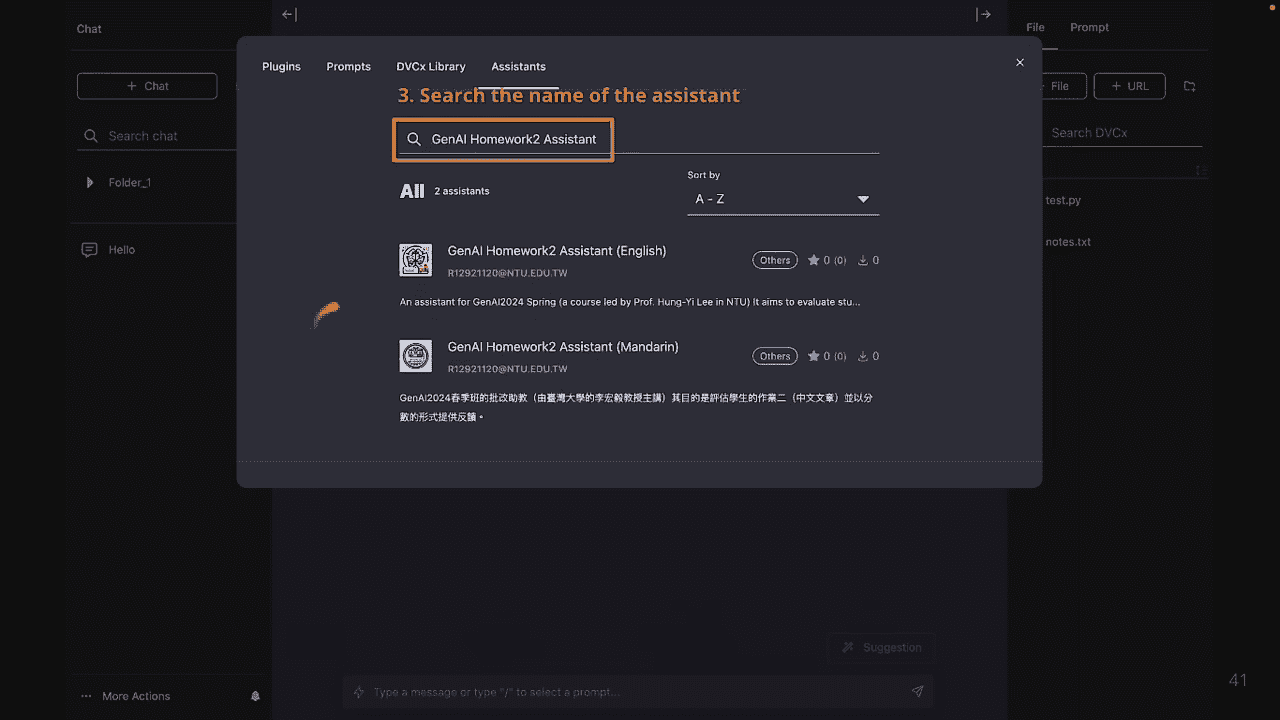 Chat
File
Prompt
Plugins
Prompts
DVCx Library
Assistants
3. Search the name of the assistant
+ Chat
File
+ URL
Search chat
GenAI Homework2 Assistant
Search DVCx
Folder_1
All 2 assistants
Sort by
A - Z
test.py
notes.txt
Hello
GenAI Homework2 Assistant (English)
R12921120@NTU.EDU.TW
Others
0 (0)
0
An assistant for GenAI2024 Spring (a course led by Prof. Hung-Yi Lee in NTU) It aims to evaluate stu...
GenAI Homework2 Assistant (Mandarin)
R12921120@NTU.EDU.TW
Others
0 (0)
0
GenAI2024春季班的批改助教（由臺灣大學的李宏毅教授主講）其目的是評估學生的作業二（中文文章）並以分
數的形式提供反饋。
Suggestion
Type a message or type "/" to select a prompt...
More Actions
41